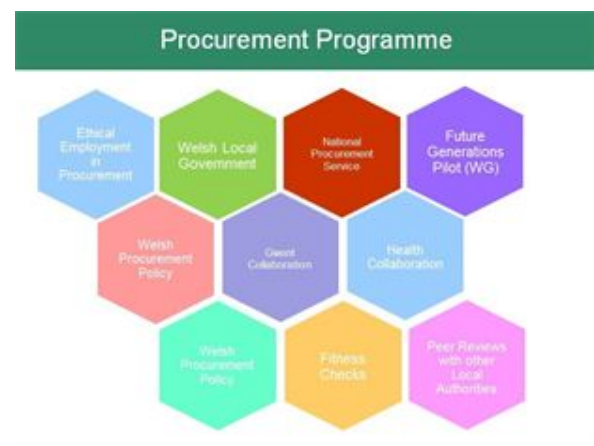 Procurement Programme
Ethical
Employment
in
Procurement
Welsh Local
Government
National
Procurement
Service
Future
Generations
Pilot (WG)
Welsh
Procurement
Policy
Gwent
Collaboration
Health
Collaboration
Welsh
Procurement
Policy
Fitness
Checks
Peer Reviews
with other
Local
Authorities